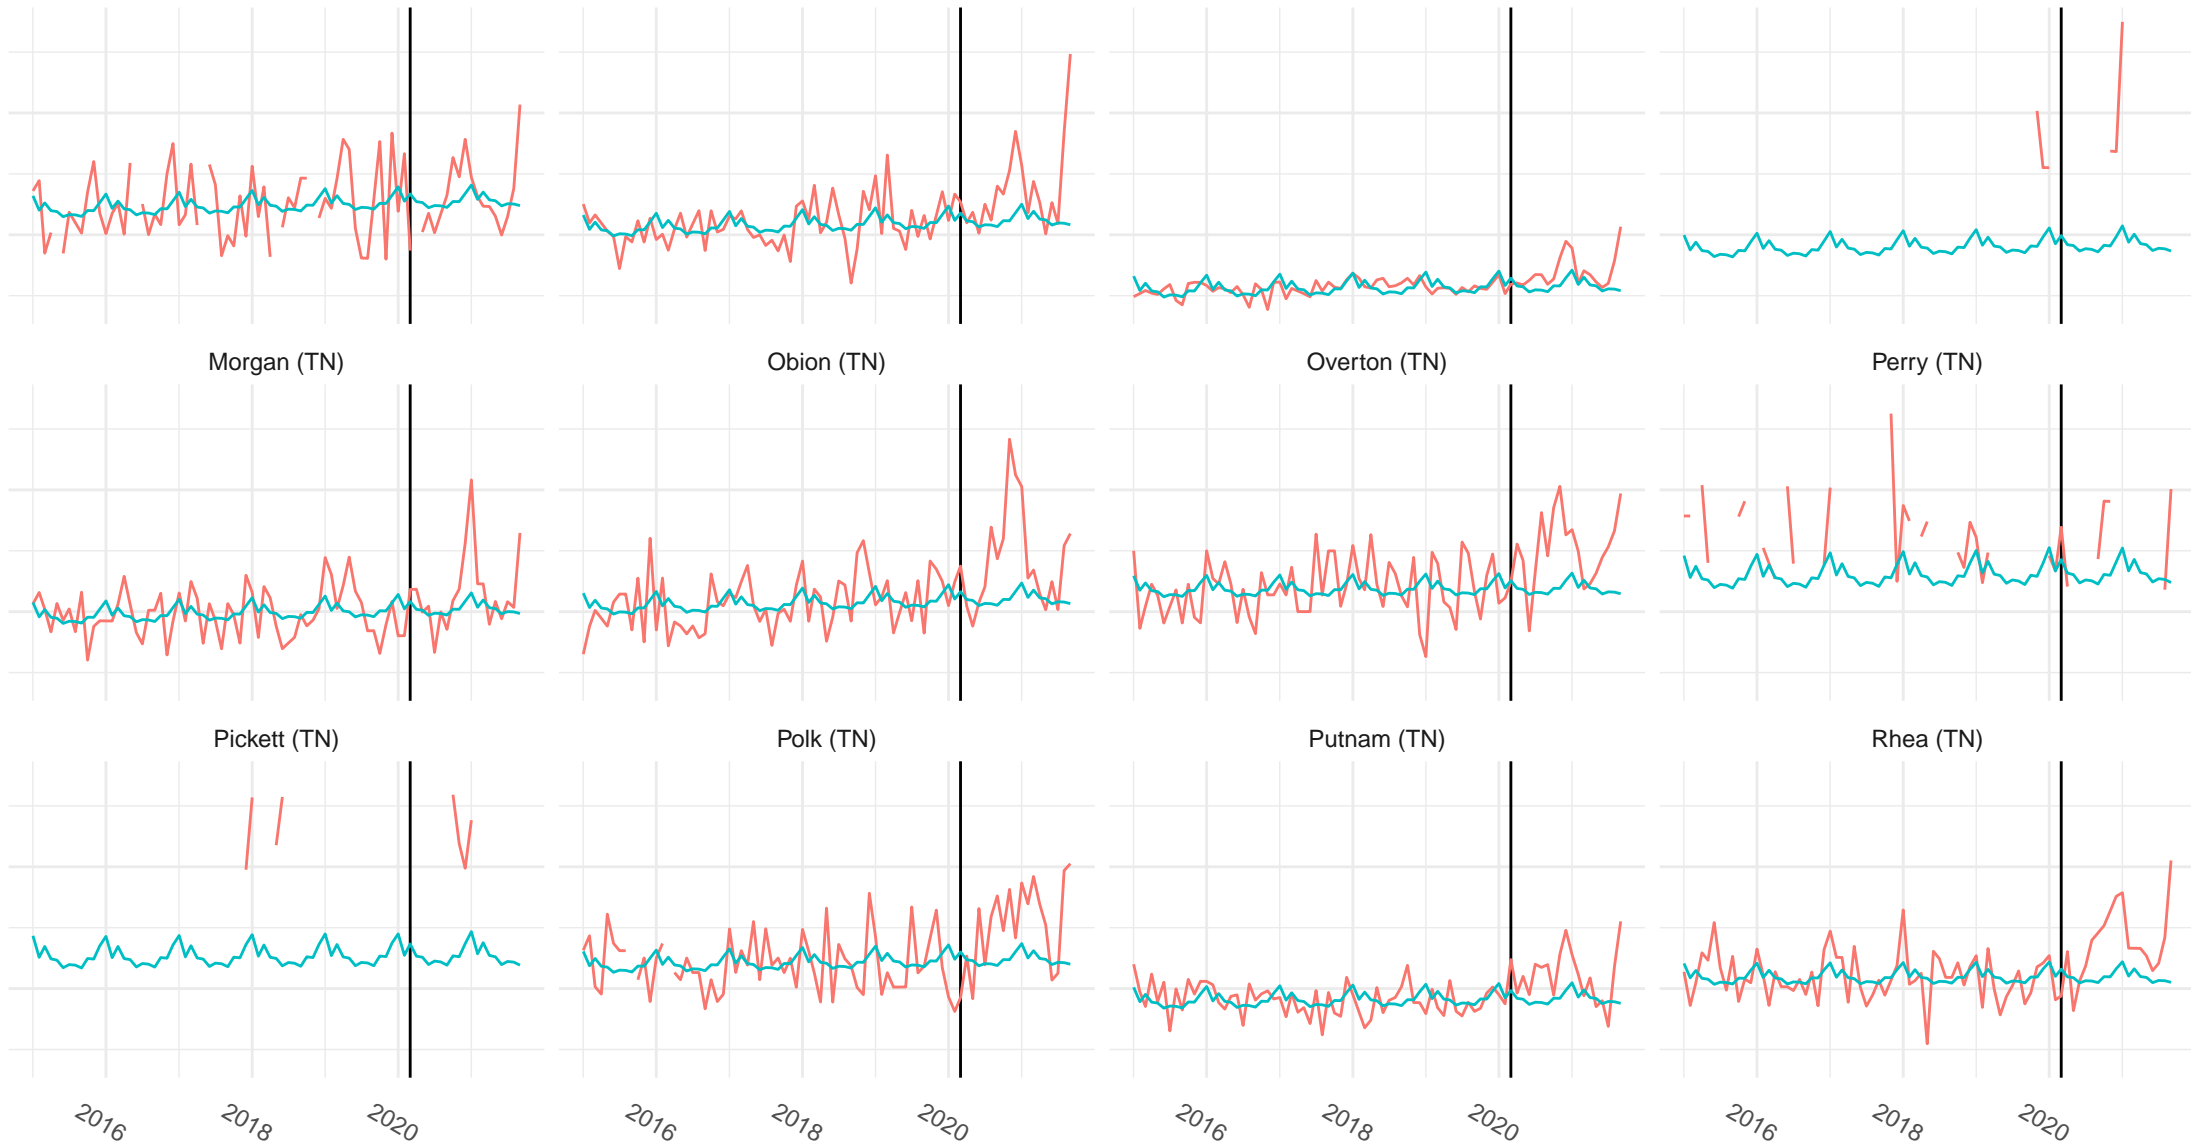 Morgan (TN) Obion (TN) Overton (TN) Perry (TN)
Pickett (TN) Polk (TN) Putnam (TN) Rhea (TN)
2016 2018 2020 2016 2018 2020 2016 2018 2020 2016 2018 2020